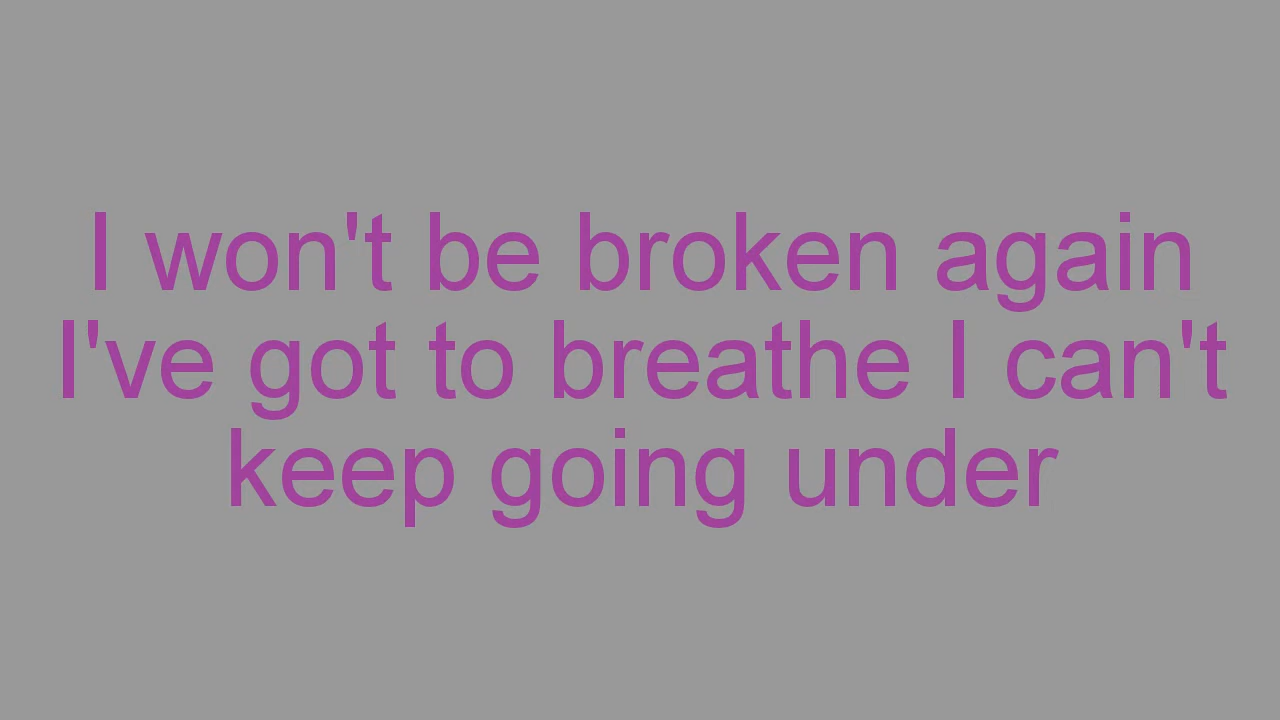 I won't be broken again
I've got to breathe I can't
keep going under